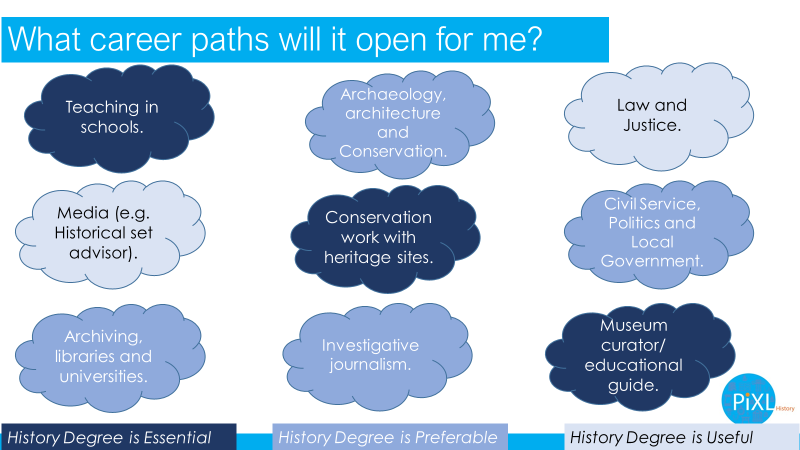 What career paths will it open for me?
Teaching in
schools.
Archaeology,
architecture
and
Conservation.
Law and
Justice.
Media (e.g.
Historical set
advisor).
Conservation
work with
heritage sites.
Civil Service,
Politics and
Local
Government.
Archiving,
libraries and
universities.
Investigative
journalism.
Museum
curator/
educational
guide.
PiXL History
History Degree is Essential
History Degree is Preferable
History Degree is Useful